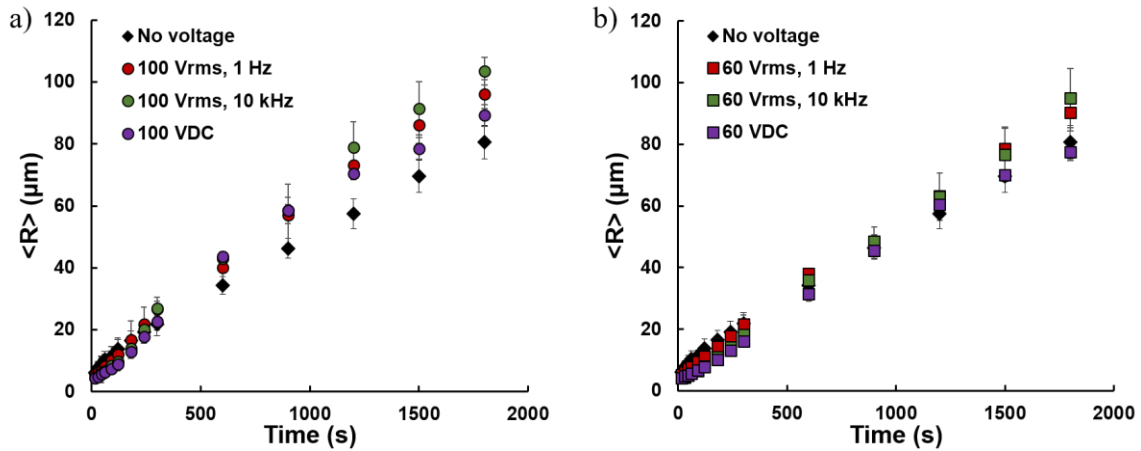 a)
120
100
80
60
40
20
0
<R> (µm)
No voltage
100 Vrms, 1 Hz
100 Vrms, 10 kHz
100 VDC
0 500 1000 1500 2000
Time (s)
b)
120
100
80
60
40
20
0
<R> (µm)
No voltage
60 Vrms, 1 Hz
60 Vrms, 10 kHz
60 VDC
0 500 1000 1500 2000
Time (s)